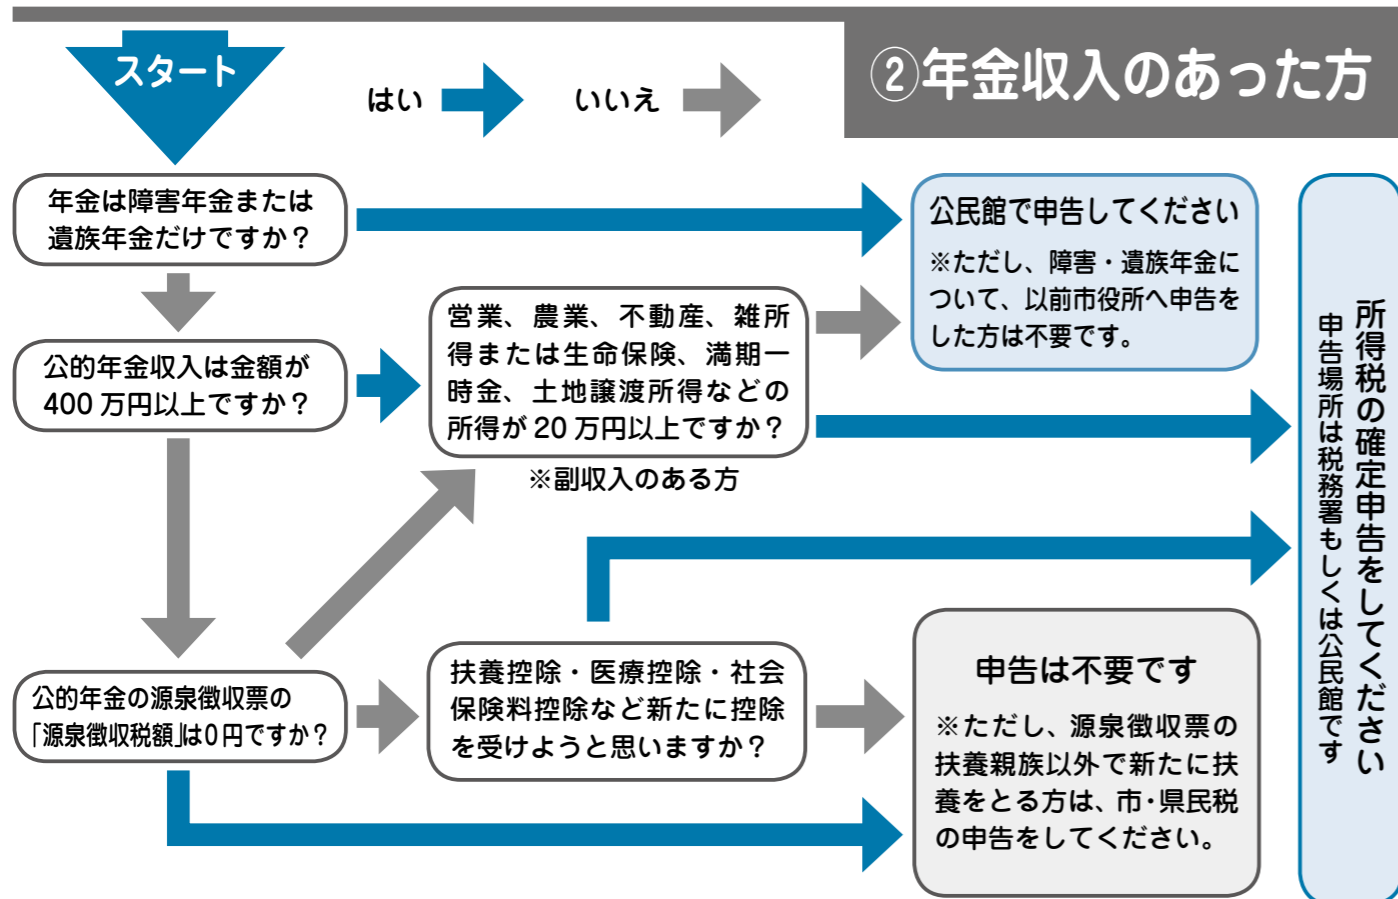 スタート
はい
いいえ
②年金収入のあった方
年金は障害年金または
遺族年金だけですか？
公民館で申告してください
※ただし、障害・遺族年金に
ついて、以前市役所へ申告を
した方は不要です。
公的年金収入は金額が
400万円以上ですか？
営業、農業、不動産、雑所
得または生命保険、満期一
時金、土地譲渡所得などの
所得が20万円以上ですか？
※副収入のある方
公的年金の源泉徴収票の
「源泉徴収税額」は0円ですか？
扶養控除・医療控除・社会
保険料控除など新たに控除
を受けようと思いますか？
申告は不要です
※ただし、源泉徴収票の
扶養親族以外で新たに扶
養をとる方は、市・県民税
の申告をしてください。
所得税の確定申告をしてください
申告場所は税務署もしくは公民館です